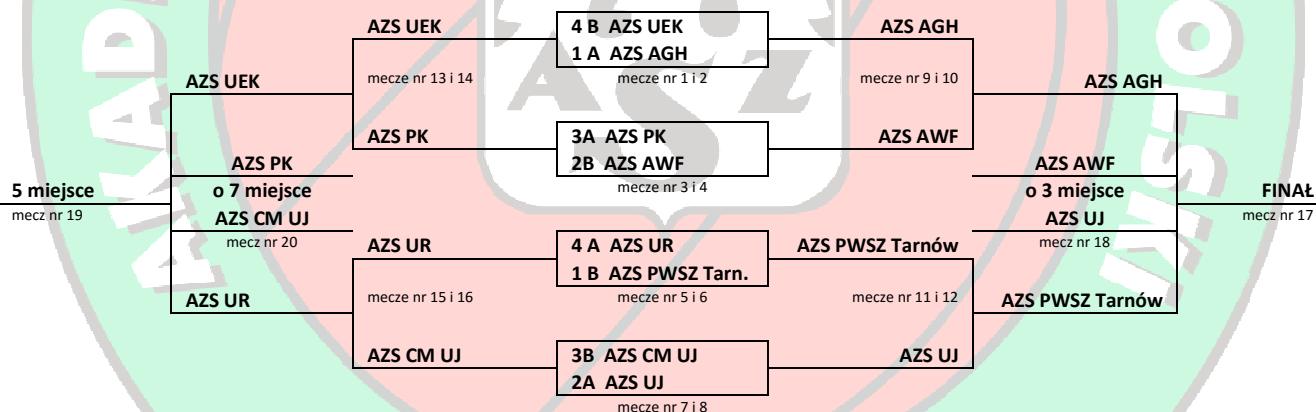 AZS UEK
4 B AZS UEK
AZS AGH
1 A AZS AGH
mecze nr 13 i 14
mecze nr 1 i 2
mecze nr 9 i 10
AZS UEK
AZS AGH
AZS PK
3A AZS PK
AZS AWF
2B AZS AWF
AZS PK
AZS AWF
mecze nr 3 i 4
5 miejsce
o 7 miejsce
o 3 miejsce
FINAŁ
mecz nr 19
AZS CM UJ
AZS UJ
mecz nr 17
mecz nr 20
mecz nr 18
AZS UR
4 A AZS UR
AZS PWSZ Tarnów
1 B AZS PWSZ Tarn.
mecze nr 15 i 16
mecze nr 5 i 6
mecze nr 11 i 12
AZS UR
AZS PWSZ Tarnów
AZS CM UJ
3B AZS CM UJ
AZS UJ
2A AZS UJ
mecze nr 7 i 8
AKAD
AZS
LSKI